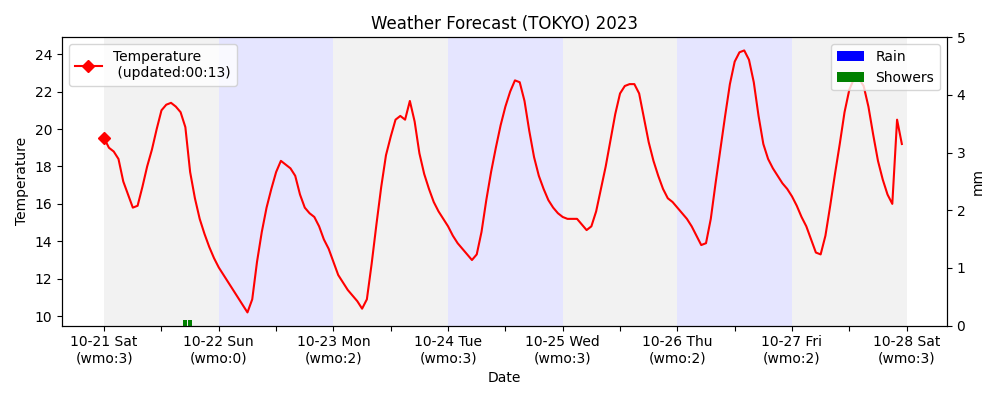 Weather Forecast (TOKYO) 2023
Temperature
(updated:00:13)
Rain
Showers
Temperature
24
22
20
18
16
14
12
10
5
4
3
2
1
0
mm
10-21 Sat
(wmo:3)
10-22 Sun
(wmo:0)
10-23 Mon
(wmo:2)
10-24 Tue
(wmo:3)
10-25 Wed
(wmo:3)
10-26 Thu
(wmo:2)
10-27 Fri
(wmo:2)
10-28 Sat
(wmo:3)
Date